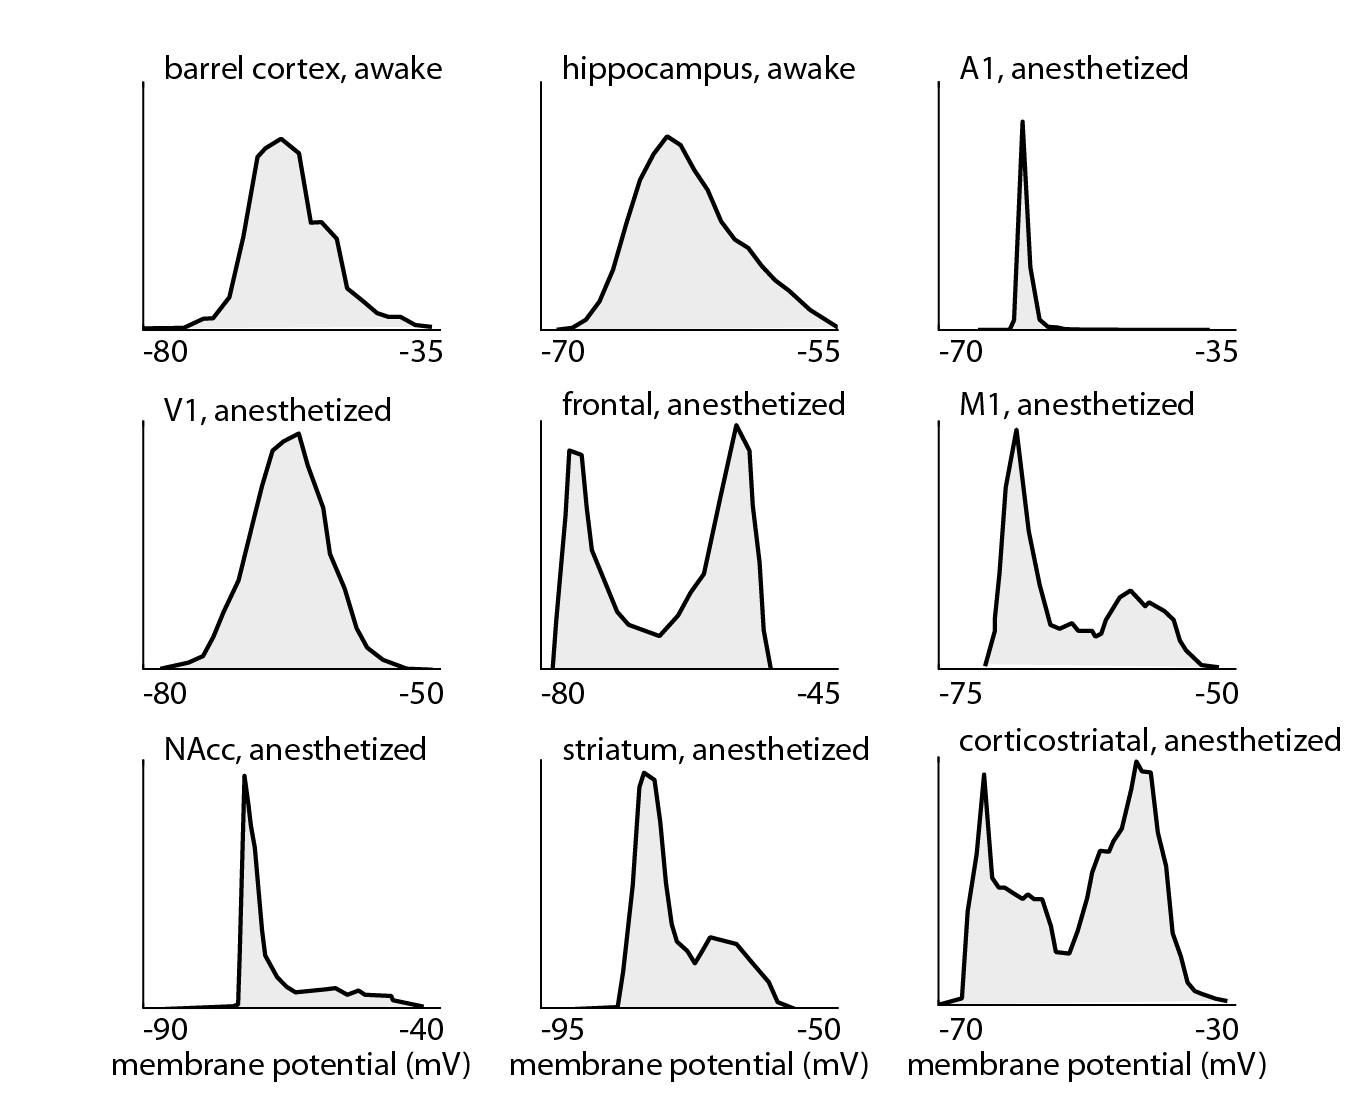 barrel cortex, awake
hippocampus, awake
A1, anesthetized
-80
-35
-70
-55
-70
-35
V1, anesthetized
frontal, anesthetized
M1, anesthetized
-80
-50
-80
-45
-75
-50
NAcc, anesthetized
striatum, anesthetized
corticostriatal, anesthetized
-90
-40
-95
-50
-70
-30
membrane potential (mV)
membrane potential (mV)
membrane potential (mV)